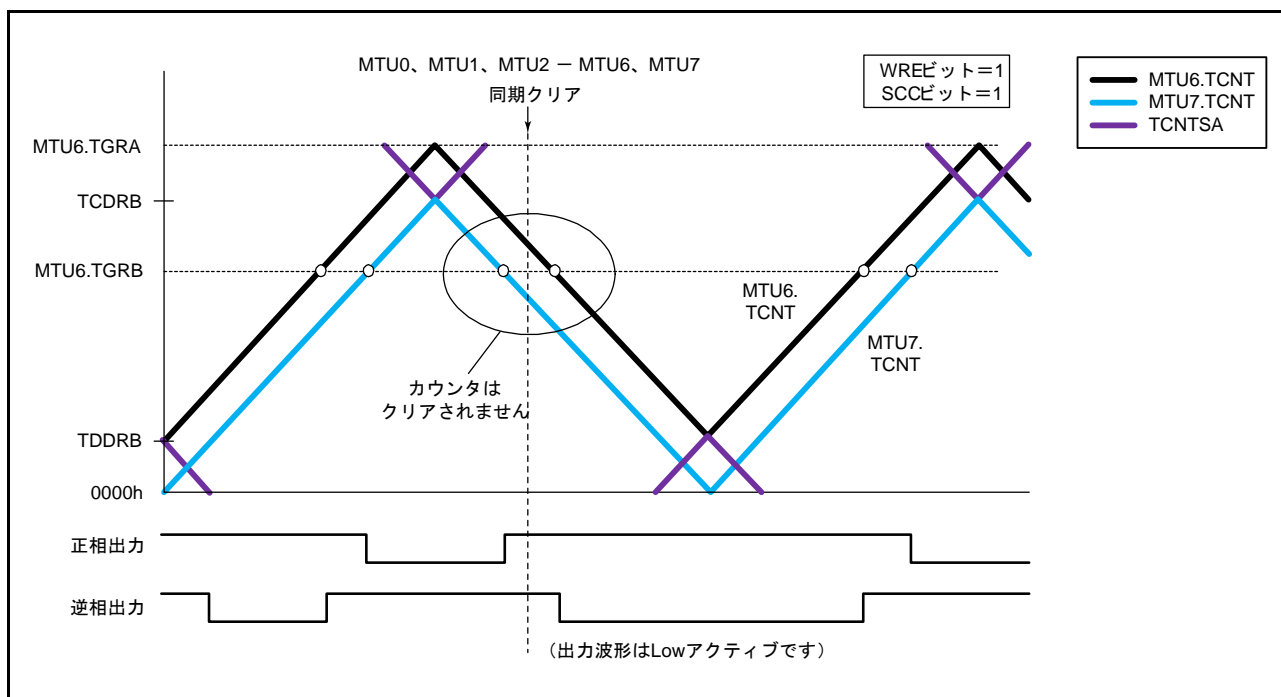 MTU0、MTU1、MTU2 － MTU6、MTU7
同期クリア
WREビット＝1
SCCビット＝1
MTU6.TCNT
MTU7.TCNT
TCNTSA
MTU6.TGRA
TCDRB
MTU6.TGRB
MTU6.
TCNT
MTU7.
TCNT
カウンタは
クリアされません
TDDRB
0000h
正相出力
逆相出力
（出力波形はLowアクティブです）